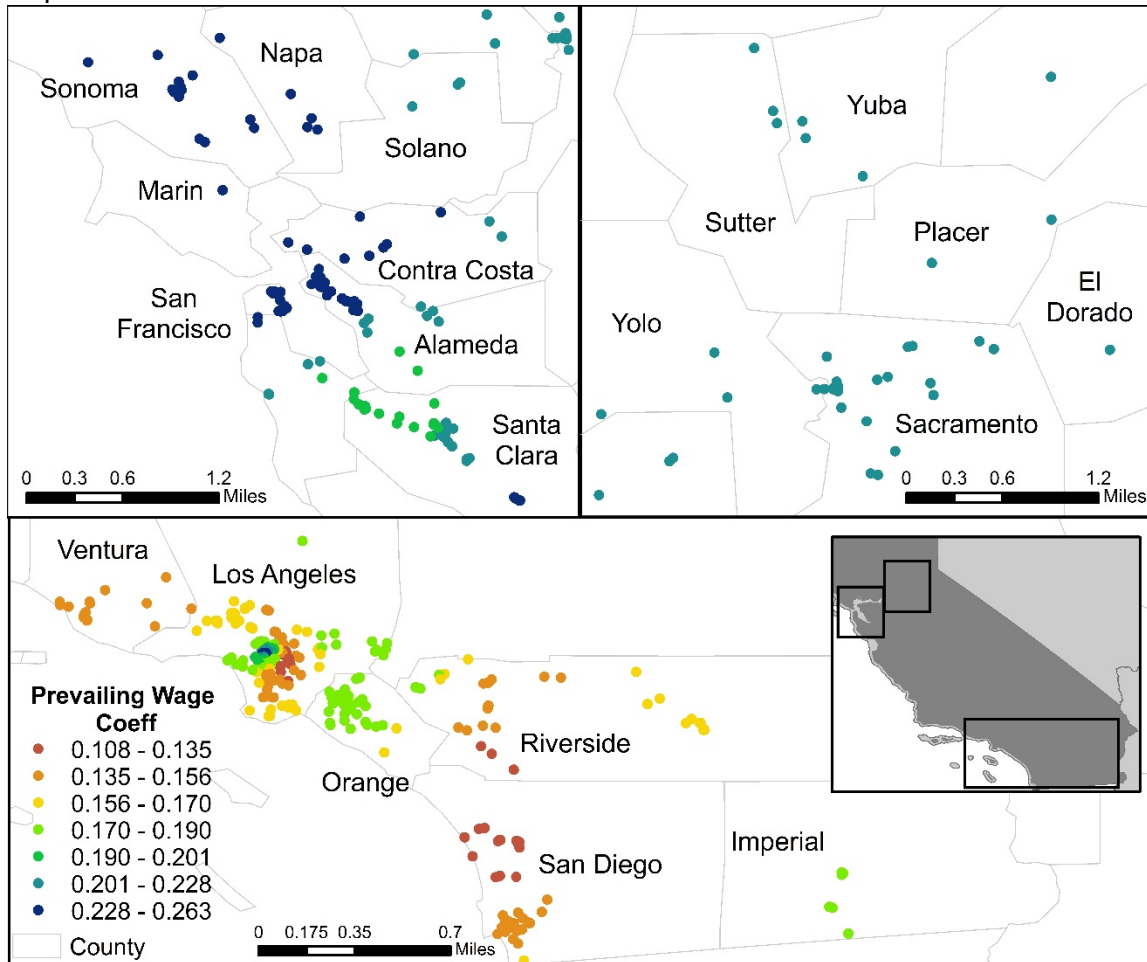 Napa
Sonoma
Solano
Marin
Contra Costa
San
Francisco
Alameda
Santa
Clara
0 0.3 0.6 1.2
Miles
Yuba
Sutter
Placer
El
Dorado
Yolo
Sacramento
0 0.3 0.6 1.2
Miles
Ventura
Los Angeles
Riverside
Orange
San Diego
Imperial
Prevailing Wage
Coeff
0.108 - 0.135
0.135 - 0.156
0.156 - 0.170
0.170 - 0.190
0.190 - 0.201
0.201 - 0.228
0.228 - 0.263
County
0 0.175 0.35 0.7
Miles